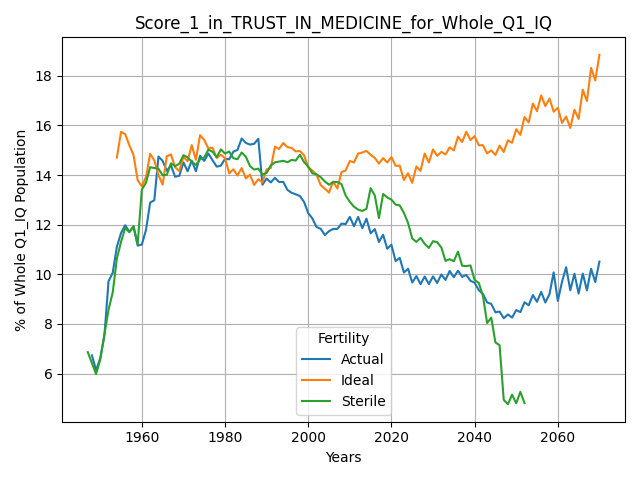 Score_1_in_TRUST_IN_MEDICINE_for_Whole_Q1_IQ
% of Whole Q1_IQ Population
18
16
14
12
10
8
6
Fertility
Actual
Ideal
Sterile
1960 1980 2000 2020 2040 2060
Years